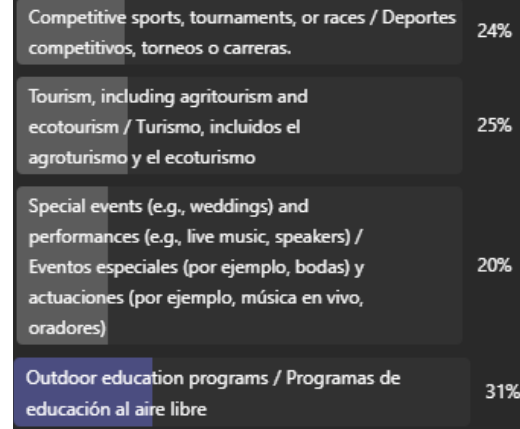 Competitive sports, tournaments, or races / Deportes
competitivos, torneos o carreras.
24%
Tourism, including agritourism and
ecotourism / Turismo, incluidos el
agroturismo y el ecoturismo
25%
Special events (e.g., weddings) and
performances (e.g., live music, speakers) /
Eventos especiales (por ejemplo, bodas) y
actuaciones (por ejemplo, música en vivo,
oradores)
20%
Outdoor education programs / Programas de
educación al aire libre
31%